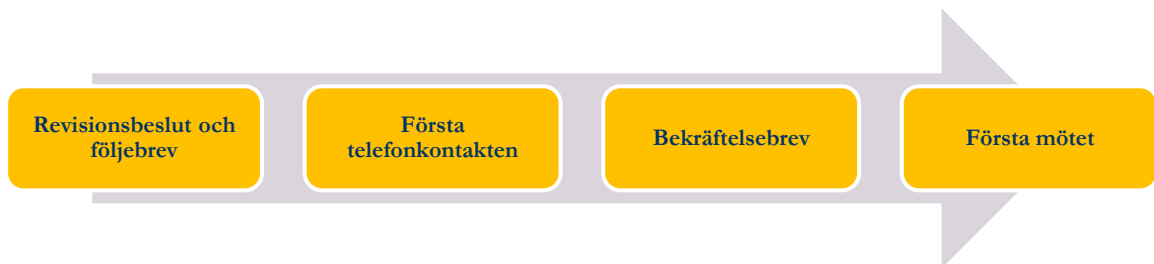 Revisionsbeslut och
följebrev
Första
telefonkontakten
Bekräftelsebrev
Första mötet